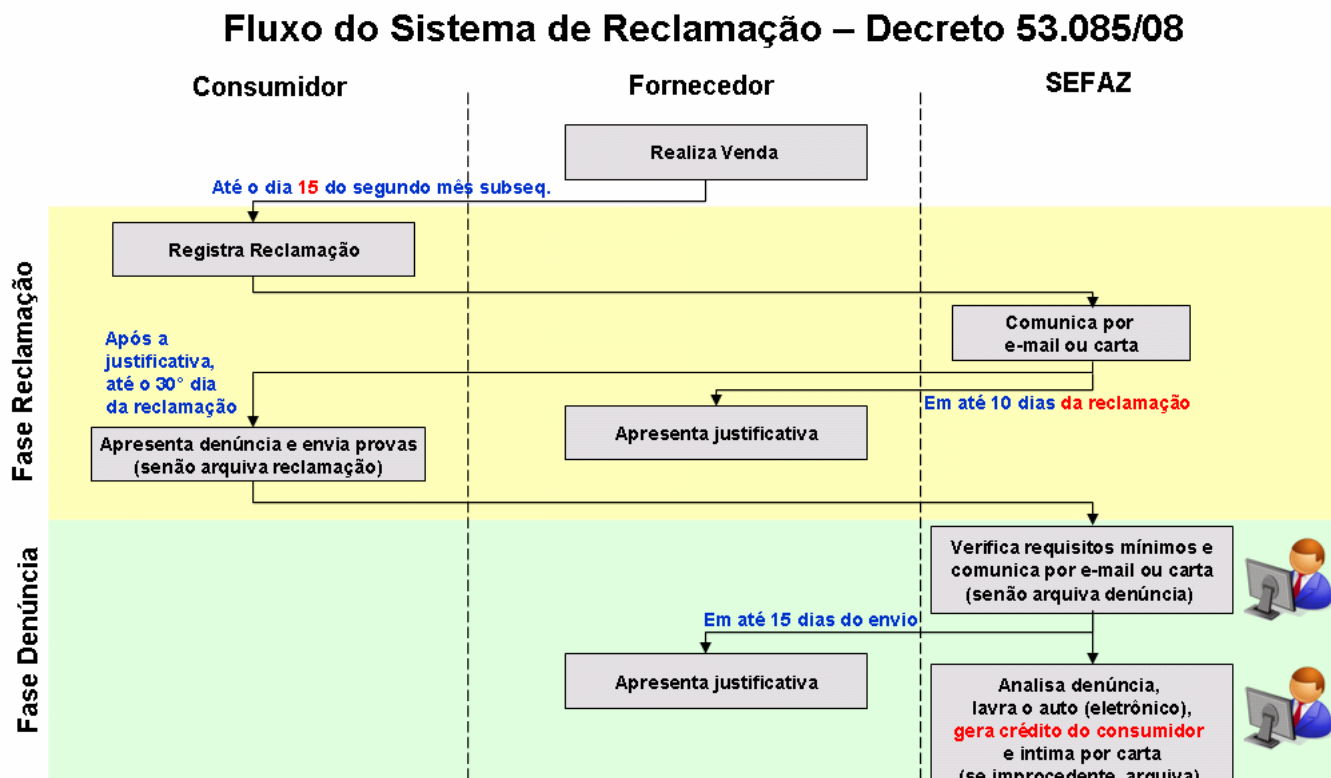 Fluxo do Sistema de Reclamação – Decreto 53.085/08
Consumidor
Fornecedor
SEFAZ
Realiza Venda
Até o dia 15 do segundo mês subseq.
Fase Reclamação
Registra Reclamação
Comunica por
e-mail ou carta
Após a
justificativa,
até o 30° dia
da reclamação
Em até 10 dias da reclamação
Apresenta justificativa
Apresenta denúncia e envia provas
(senão arquiva reclamação)
Fase Denúncia
Verifica requisitos mínimos e
comunica por e-mail ou carta
(senão arquiva denúncia)
Em até 15 dias do envio
Apresenta justificativa
Analisa denúncia,
lavra o auto (eletrônico),
gera crédito do consumidor
e intima por carta
(se improcedente, arquiva)